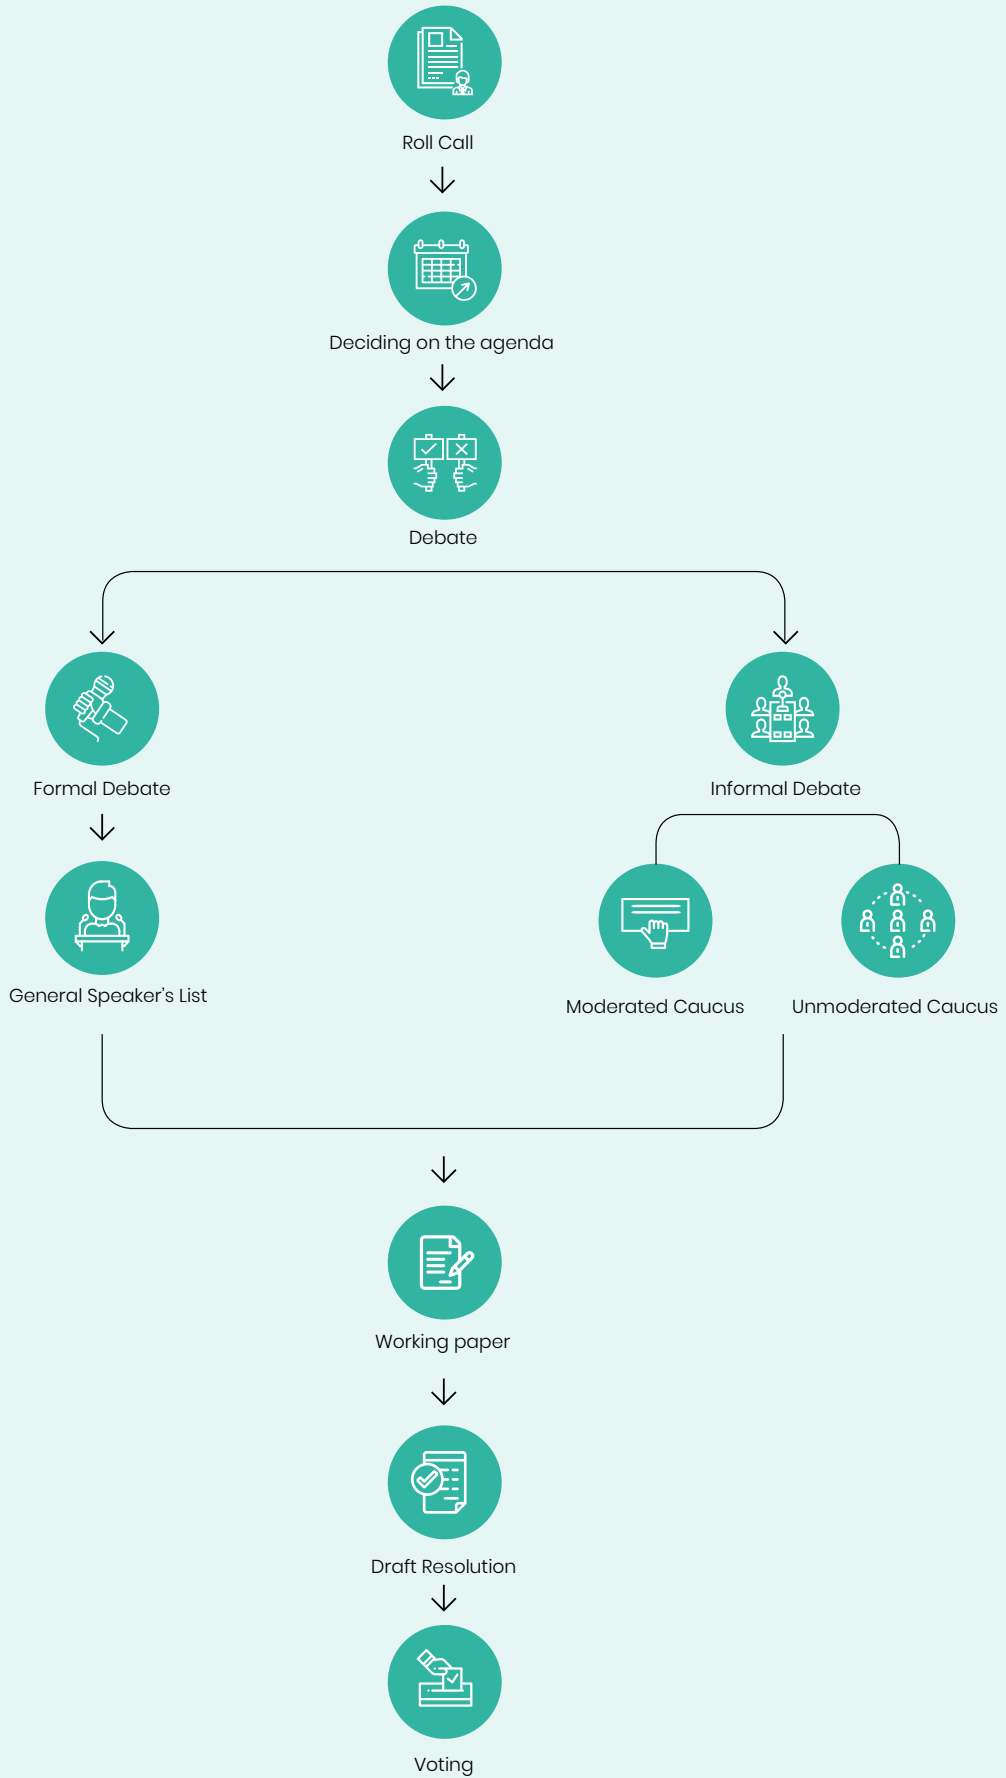 Roll Call
Deciding on the agenda
Debate
Formal Debate
Informal Debate
General Speaker's List
Moderated Caucus
Unmoderated Caucus
Working paper
Draft Resolution
Voting